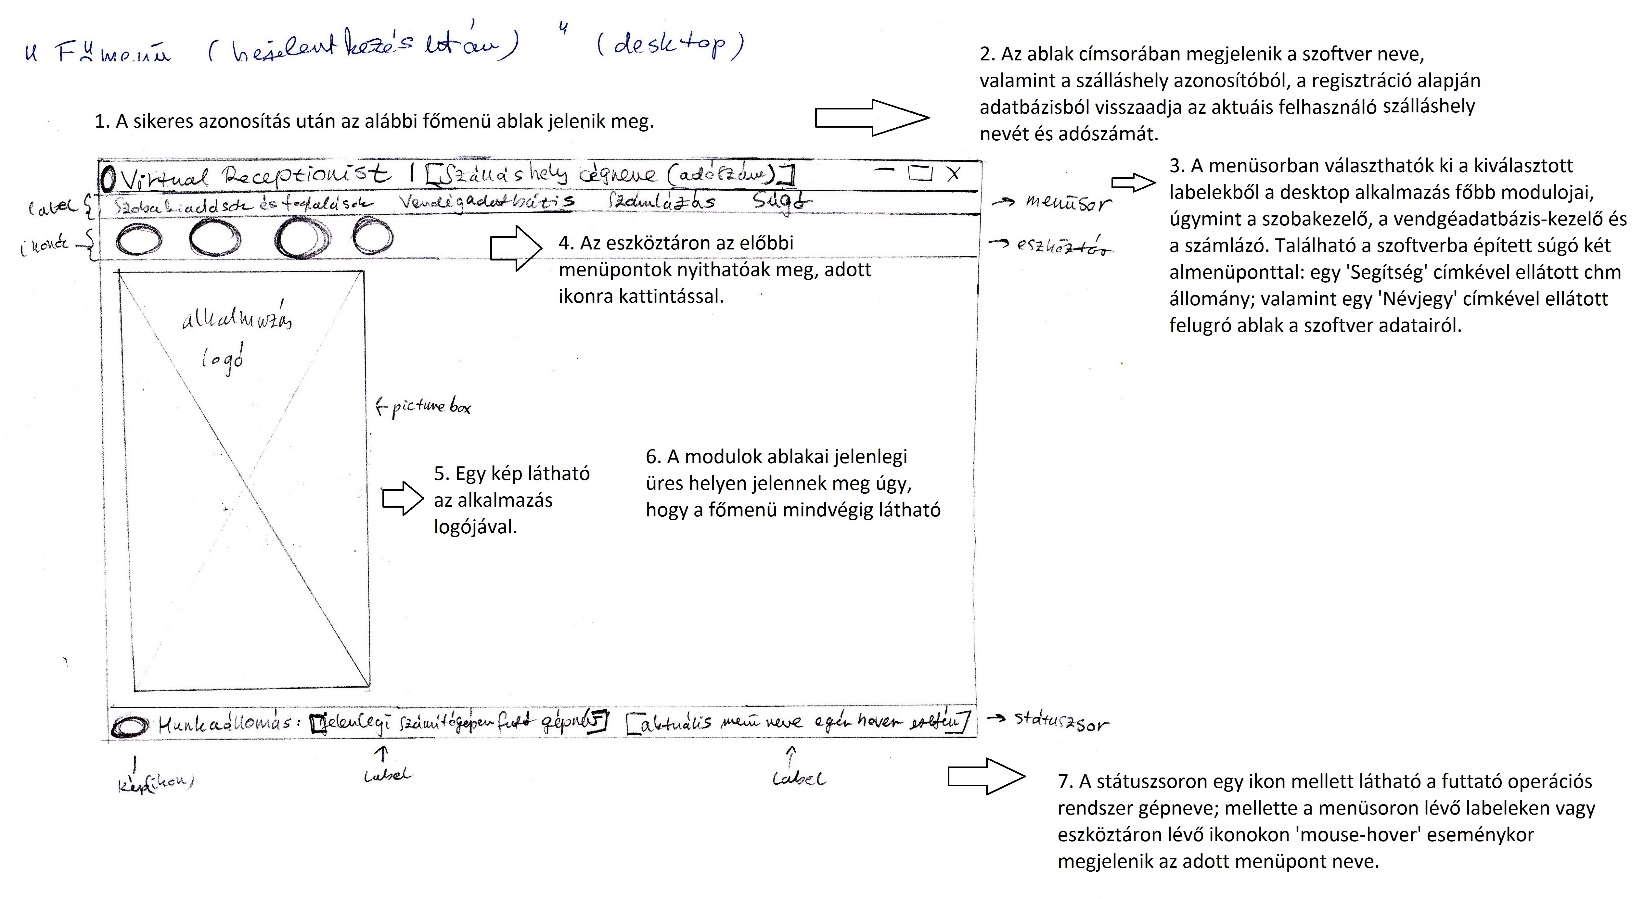 " Főmenü (bejelentkezés után) " (desktop)
1. A sikeres azonosítás után az alábbi főmenü ablak jelenik meg.
2. Az ablak címsorában megjelenik a szoftver neve,
valamint a szálláshely azonosítóból, a regisztráció alapján
adatbázisból visszaadja az aktuáis felhasználó szálláshely
nevét és adószámát.
Virtual Receptionist | [Szálláshely cégneve (adószám)]
— □ X
3. A menüsorban választhatók ki a kiválasztott
labelekből a desktop alkalmazás főbb modulojai,
úgymint a szobakezelő, a vendgéadatbázis-kezelő és
a számlázó. Található a szoftverba épített súgó két
almenüponttal: egy 'Segítség' címkével ellátott chm
állomány; valamint egy 'Névjegy' címkével ellátott
felugró ablak a szoftver adatairól.
label
Szobakiadások és foglalások Vendégadatbázis Számlázás Súgó
→ menüsor
ikonok
→ eszköztár
4. Az eszköztáron az előbbi
menüpontok nyithatóak meg, adott
ikonra kattintással.
alkalmazás
logó
← picture box
5. Egy kép látható
az alkalmazás
logójával.
6. A modulok ablakai jelenlegi
üres helyen jelennek meg úgy,
hogy a főmenü mindvégig látható
Munkaállomás: [jelenlegi számítógépen futó gépnév] [aktuális menü neve egér hover esetén]
→ státuszsor
kép(ikon)
label
label
7. A státuszsoron egy ikon mellett látható a futtató operációs
rendszer gépneve; mellette a menüsoron lévő labeleken vagy
eszköztáron lévő ikonokon 'mouse-hover' eseménykor
megjelenik az adott menüpont neve.